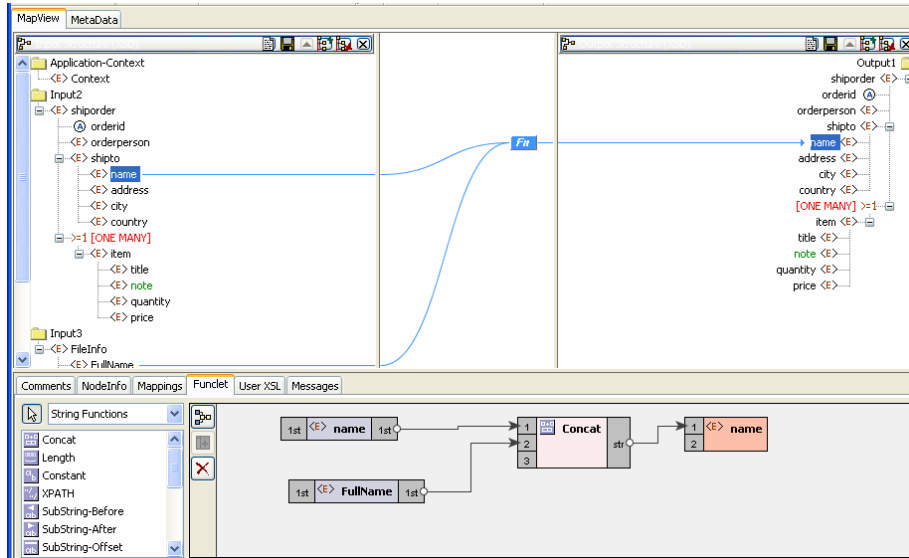 MapView MetaData
Application-Context
<E> Context
Input2
<E> shiporder
A orderid
<E> orderperson
<E> shipto
<E> name
<E> address
<E> city
<E> country
>=1 [ONE MANY]
<E> item
<E> title
<E> note
<E> quantity
<E> price
Input3
<E> FileInfo
<E> FullName
Fn
Output1
shiporder <E>
orderid A
orderperson <E>
shipto <E>
name <E>
address <E>
city <E>
country <E>
[ONE MANY] >=1
item <E>
title <E>
note <E>
quantity <E>
price <E>
Comments NodeInfo Mappings Funclet User XSL Messages
String Functions
Concat
Length
Constant
XPATH
SubString-Before
SubString-After
SubString-Offset
1st <E> name 1st
1st <E> FullName 1st
1 Concat
2 str
3
1 <E> name
2